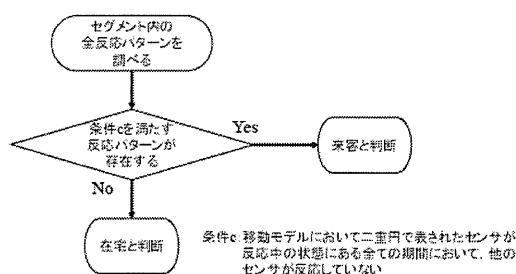 セグメント内の
全反応パターンを
調べる
条件cを満たす
反応パターンが
存在する
Yes
来客と判断
No
在宅と判断
条件c: 移動モデルにおいて二重円で表されたセンサが
反応中の状態にある全ての期間において, 他の
センサが反応していない